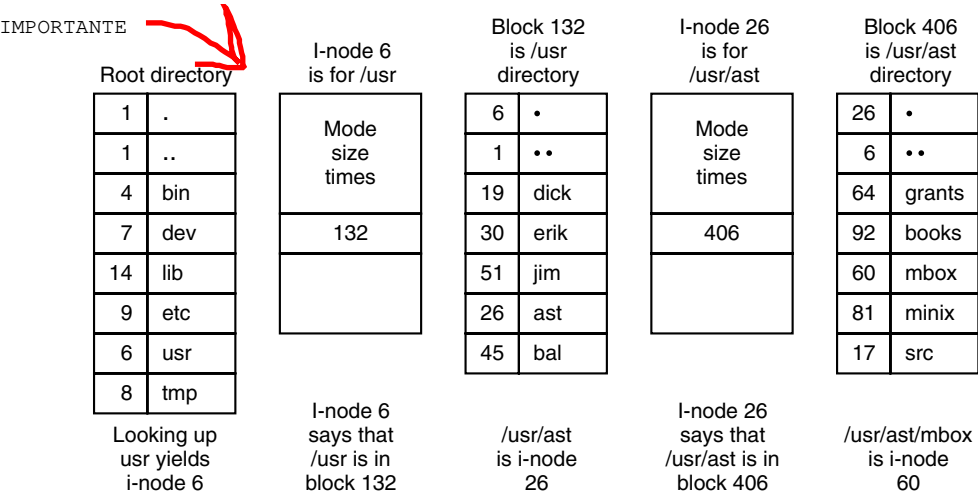 IMPORTANTE
Root directory
1 .
1 ..
4 bin
7 dev
14 lib
9 etc
6 usr
8 tmp
Looking up
usr yields
i-node 6
I-node 6
is for /usr
Mode
size
times
132
I-node 6
says that
/usr is in
block 132
Block 132
is /usr
directory
6 •
1 ••
19 dick
30 erik
51 jim
26 ast
45 bal
/usr/ast
is i-node
26
I-node 26
is for
/usr/ast
Mode
size
times
406
I-node 26
says that
/usr/ast is in
block 406
Block 406
is /usr/ast
directory
26 •
6 ••
64 grants
92 books
60 mbox
81 minix
17 src
/usr/ast/mbox
is i-node
60